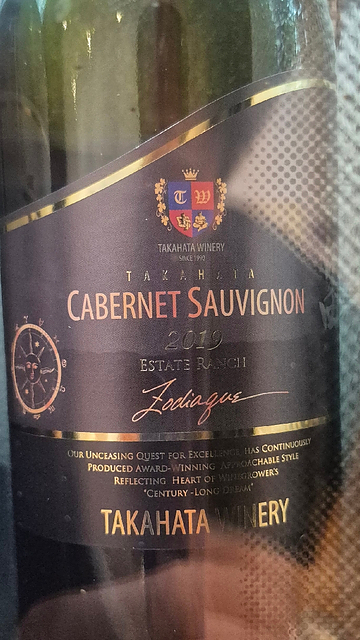 T W
TAKAHATA WINERY
SINCE 1990
TAKAHATA
CABERNET SAUVIGNON
2019
ESTATE RANCH
Zodiaque
OUR UNCEASING QUEST FOR EXCELLENCE, HAS CONTINUOUSLY
PRODUCED AWARD-WINNING APPROACHABLE STYLE
REFLECTING HEART OF WINEGROWER'S
"CENTURY-LONG DREAM"
TAKAHATA WINERY